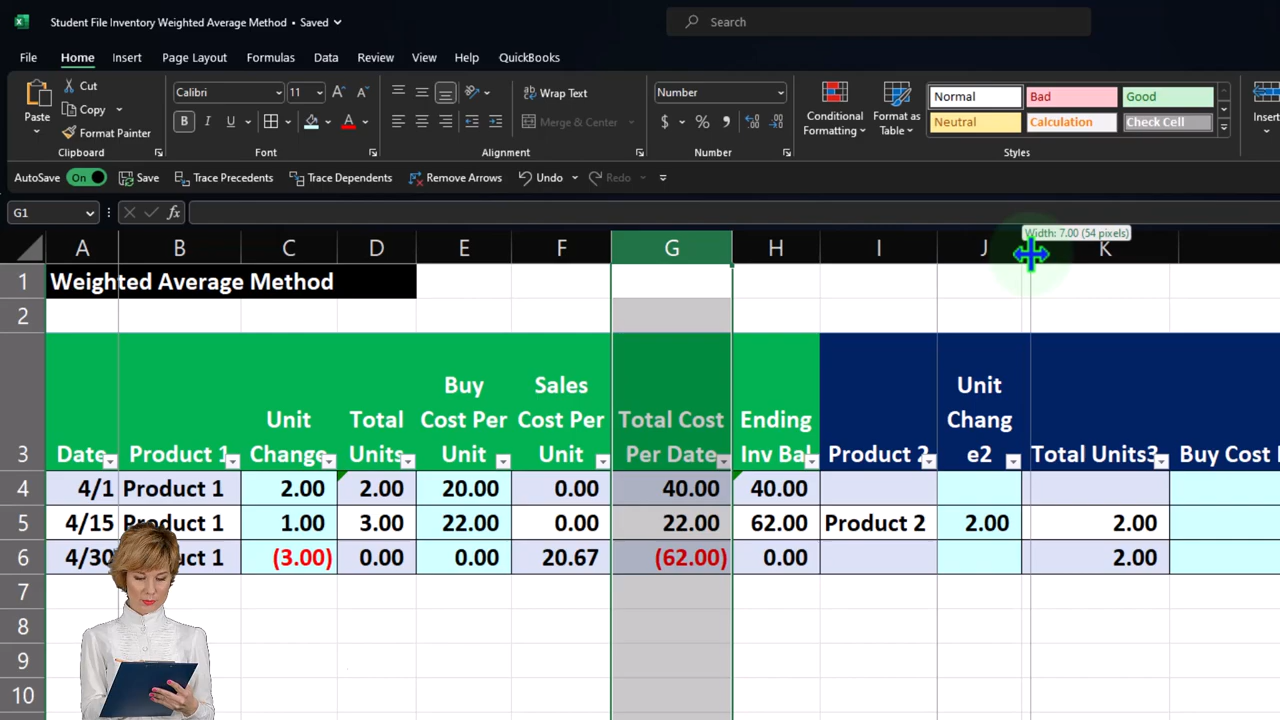 Student File Inventory Weighted Average Method • Saved
Search
File Home Insert Page Layout Formulas Data Review View Help QuickBooks
Paste
Cut
Copy
Format Painter
Clipboard
Calibri 11 A A
B I U A
Font
Wrap Text
Merge & Center
Alignment
Number
$ % ,
Number
Conditional
Formatting
Format as
Table
Normal Bad Good
Neutral Calculation Check Cell
Styles
Insert
AutoSave On Save Trace Precedents Trace Dependents Remove Arrows Undo Redo
G1 fx
Width: 7.00 (54 pixels)
A B C D E F G H I J K
1 Weighted Average Method
2
3 Date Product 1 Unit Change Total Units Buy Cost Per Unit Sales Cost Per Unit Total Cost Per Date Ending Inv Bal Product 2 Unit Change2 Total Units3 Buy Cost
4 4/1 Product 1 2.00 2.00 20.00 0.00 40.00 40.00
5 4/15 Product 1 1.00 3.00 22.00 0.00 22.00 62.00 Product 2 2.00 2.00
6 4/30 Product 1 (3.00) 0.00 0.00 20.67 (62.00) 0.00 2.00
7
8
9
10